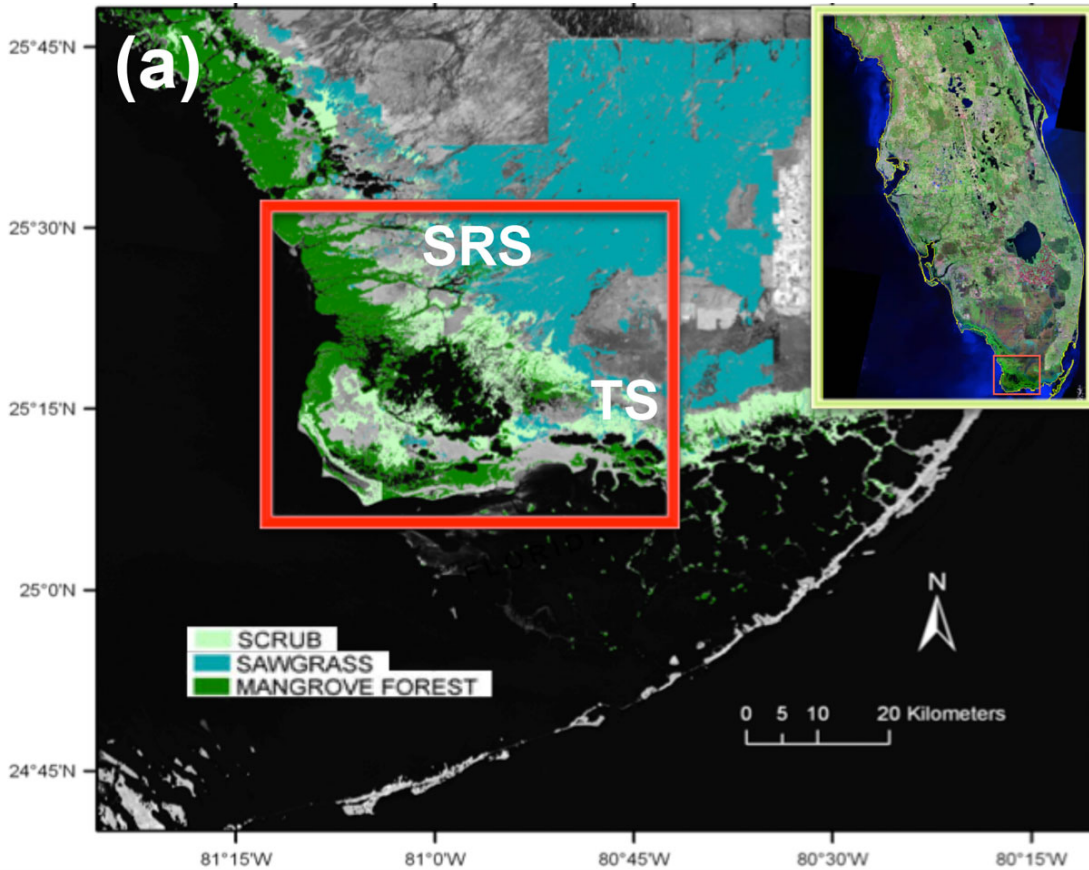 (a)
25°45'N
25°30'N
SRS
TS
25°15'N
FLORID
25°0'N
N
SCRUB
SAWGRASS
MANGROVE FOREST
0 5 10 20 Kilometers
24°45'N
81°15'W 81°0'W 80°45'W 80°30'W 80°15'W